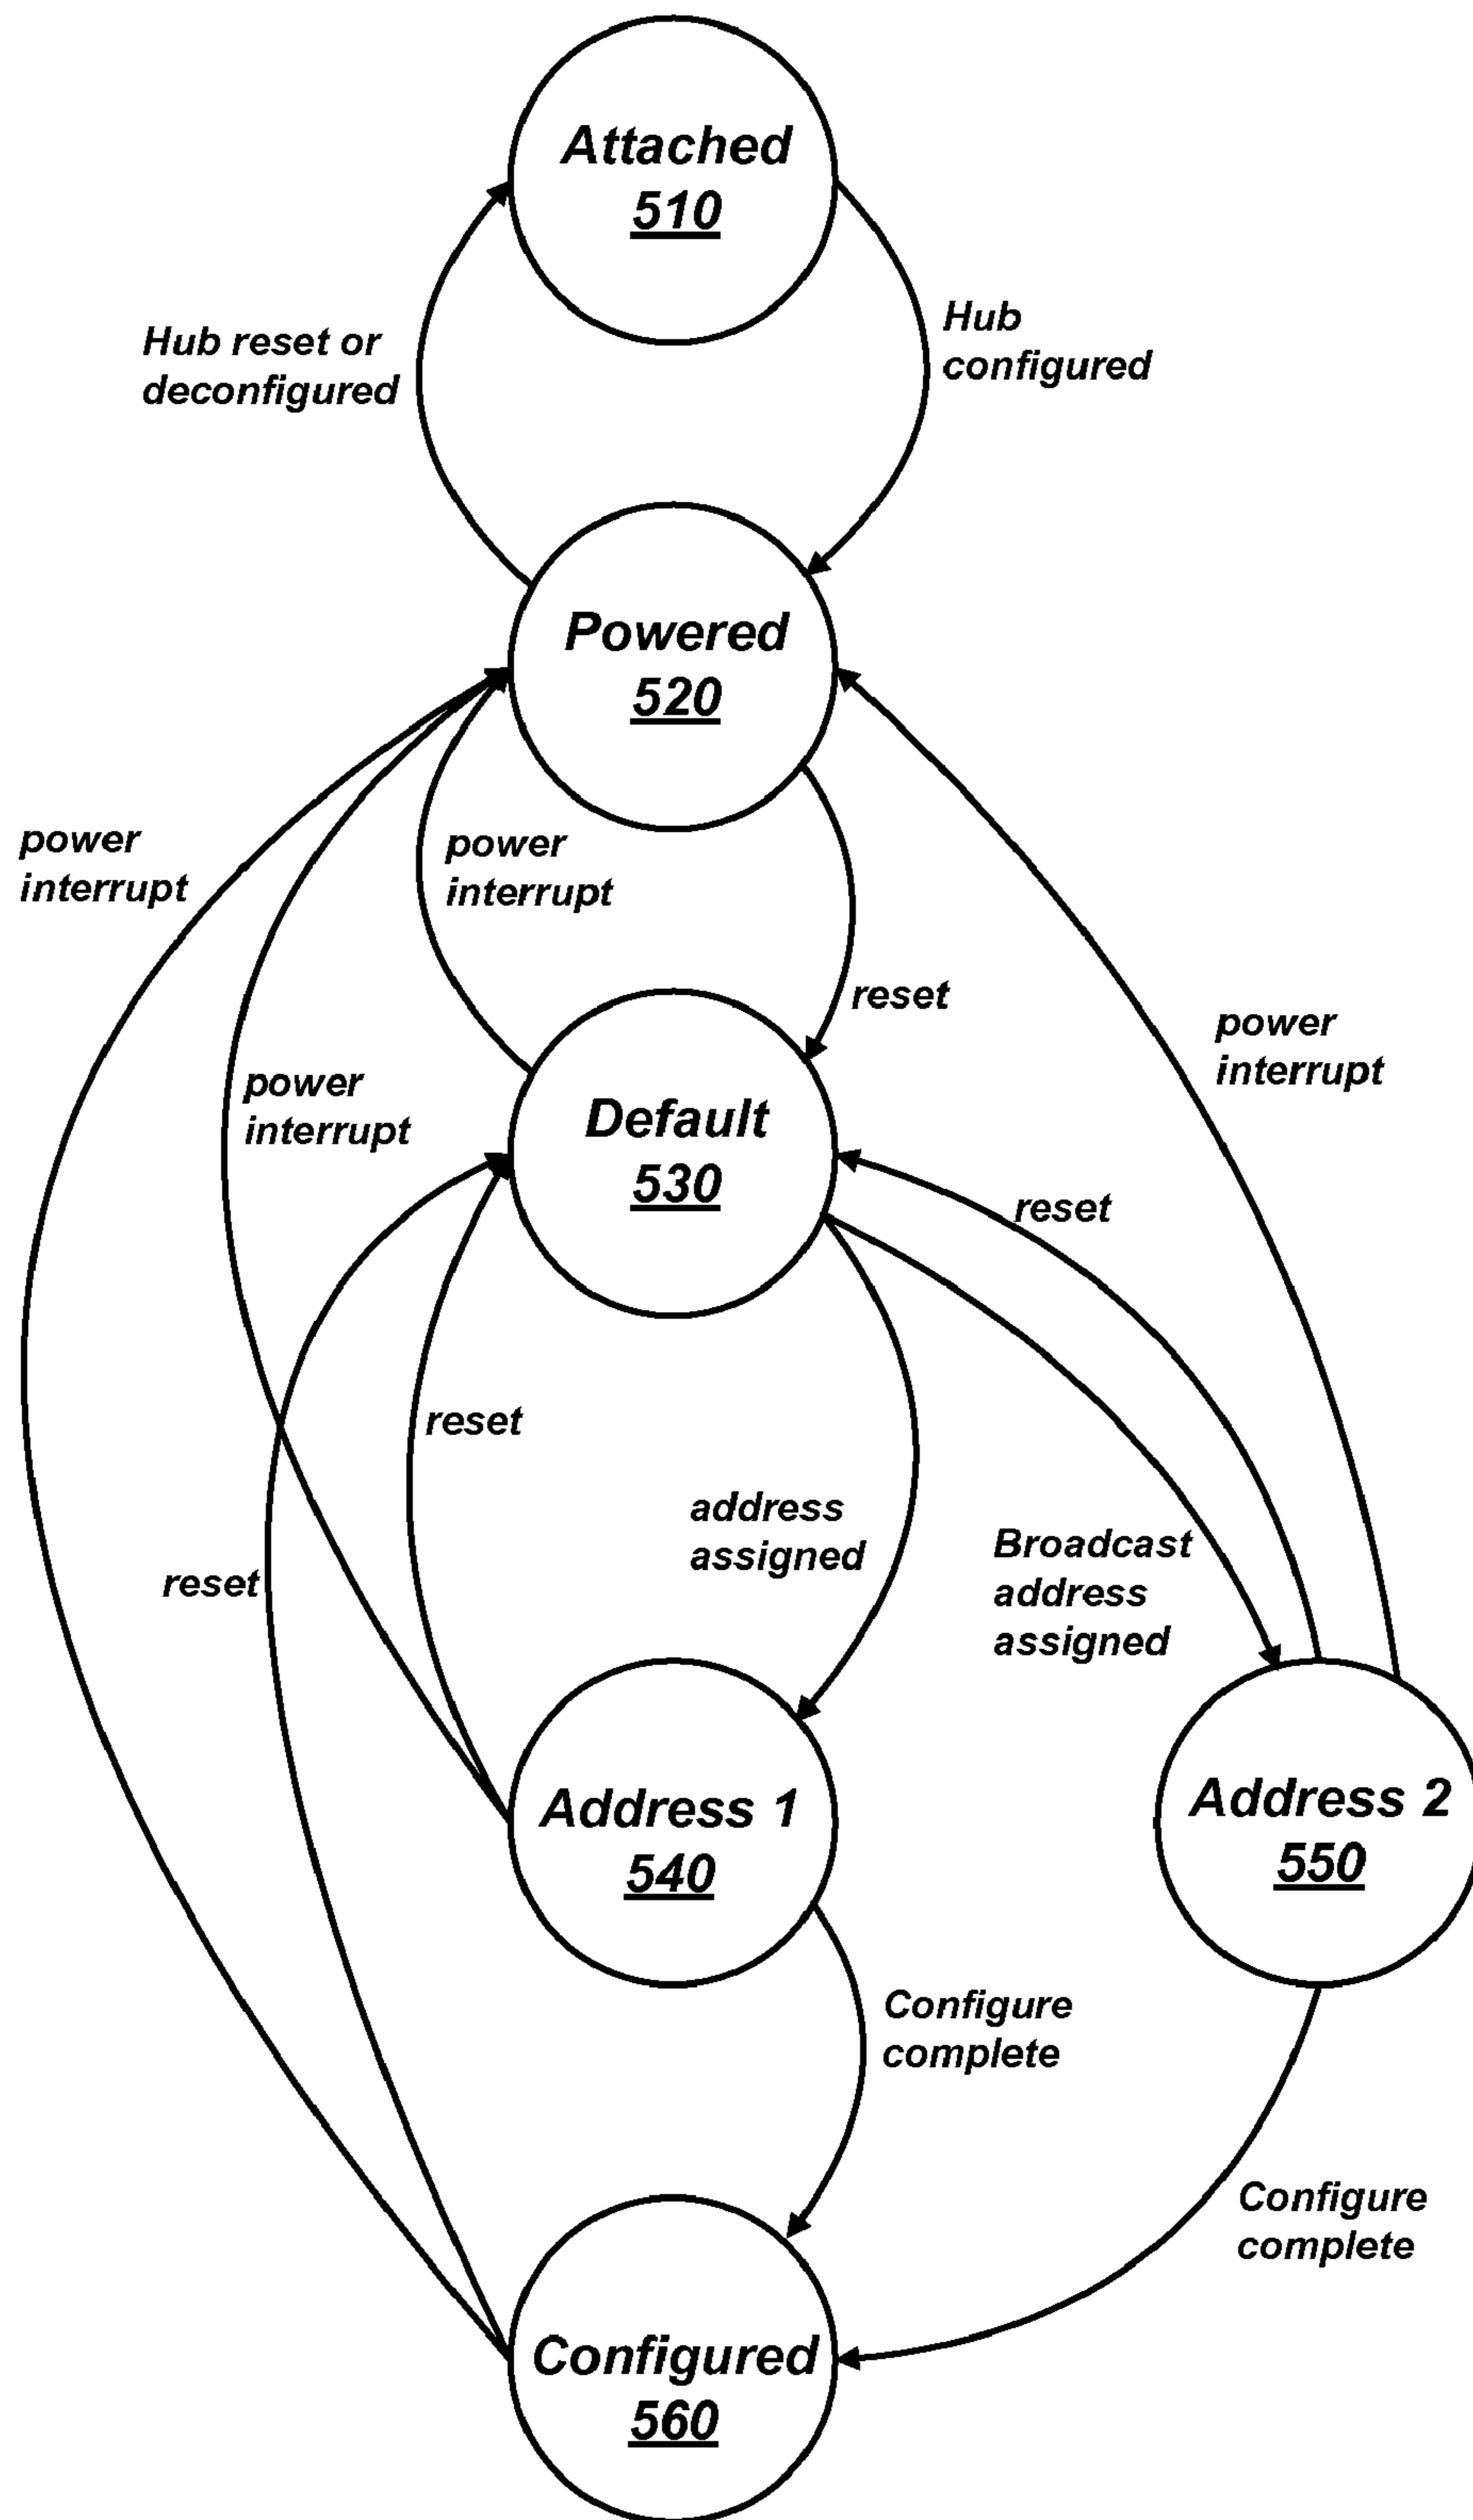 Attached
510
Hub reset or
deconfigured
Hub
configured
Powered
520
power
interrupt
power
interrupt
reset
power
interrupt
power
interrupt
Default
530
reset
reset
reset
address
assigned
Broadcast
address
assigned
Address 1
540
Address 2
550
Configure
complete
Configure
complete
Configured
560